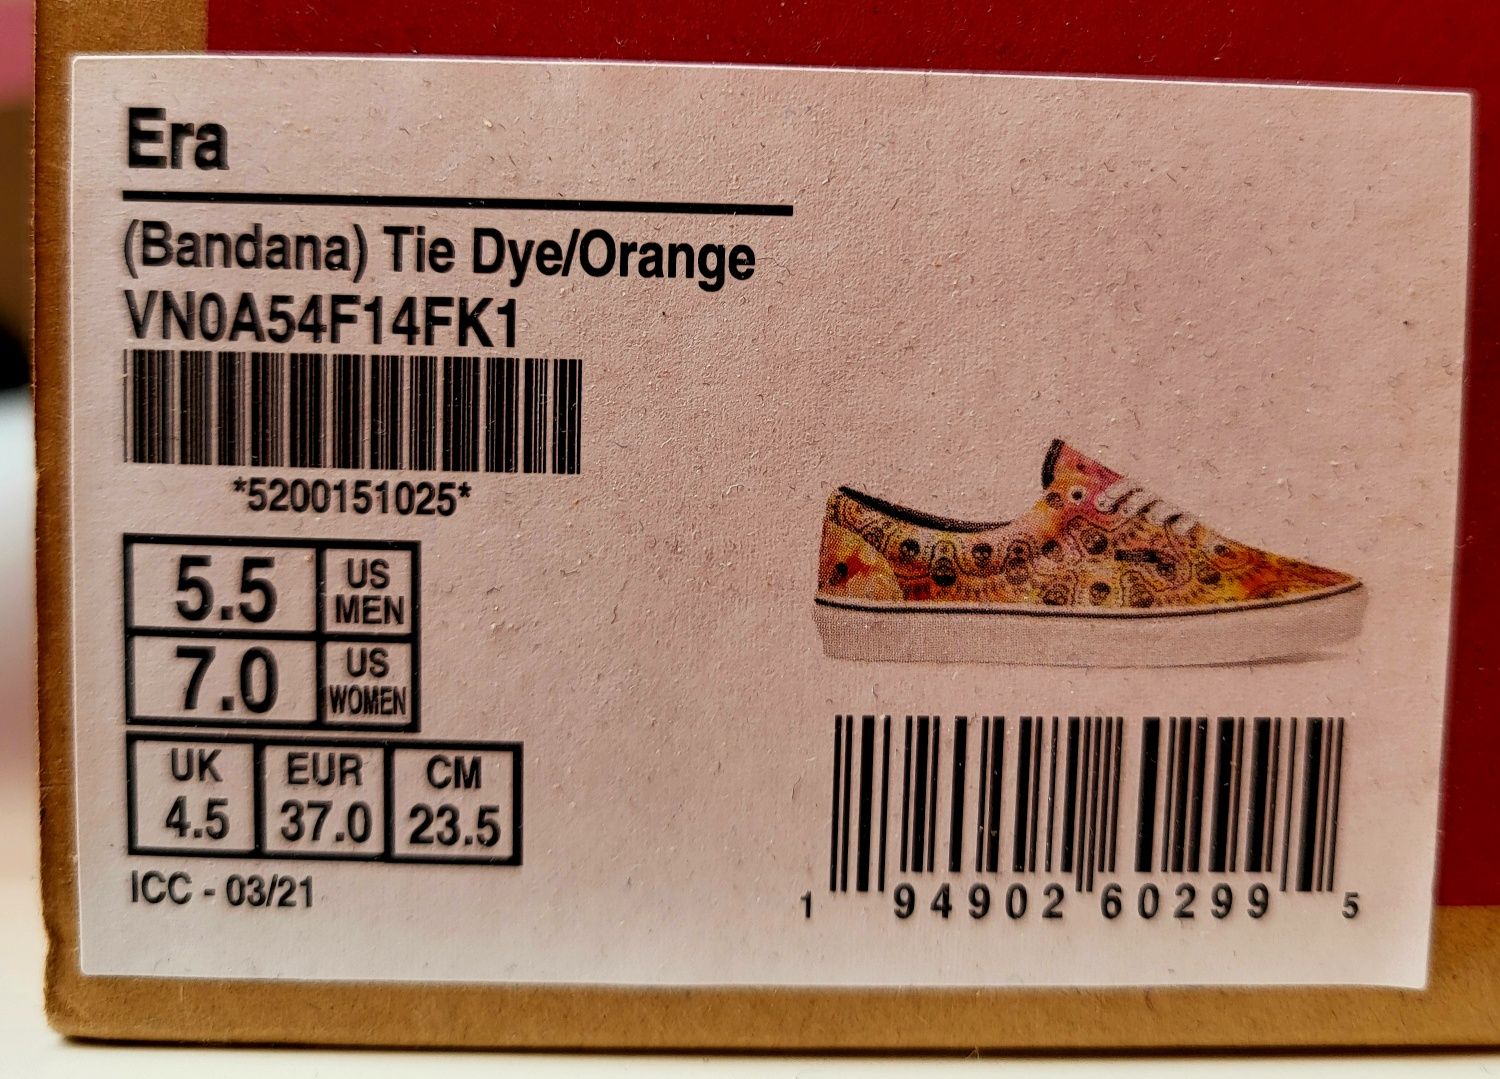 Era
(Bandana) Tie Dye/Orange
VN0A54F14FK1
*5200151025*
5.5 US MEN
7.0 US WOMEN
UK EUR CM
4.5 37.0 23.5
ICC - 03/21
1 94902 60299 5